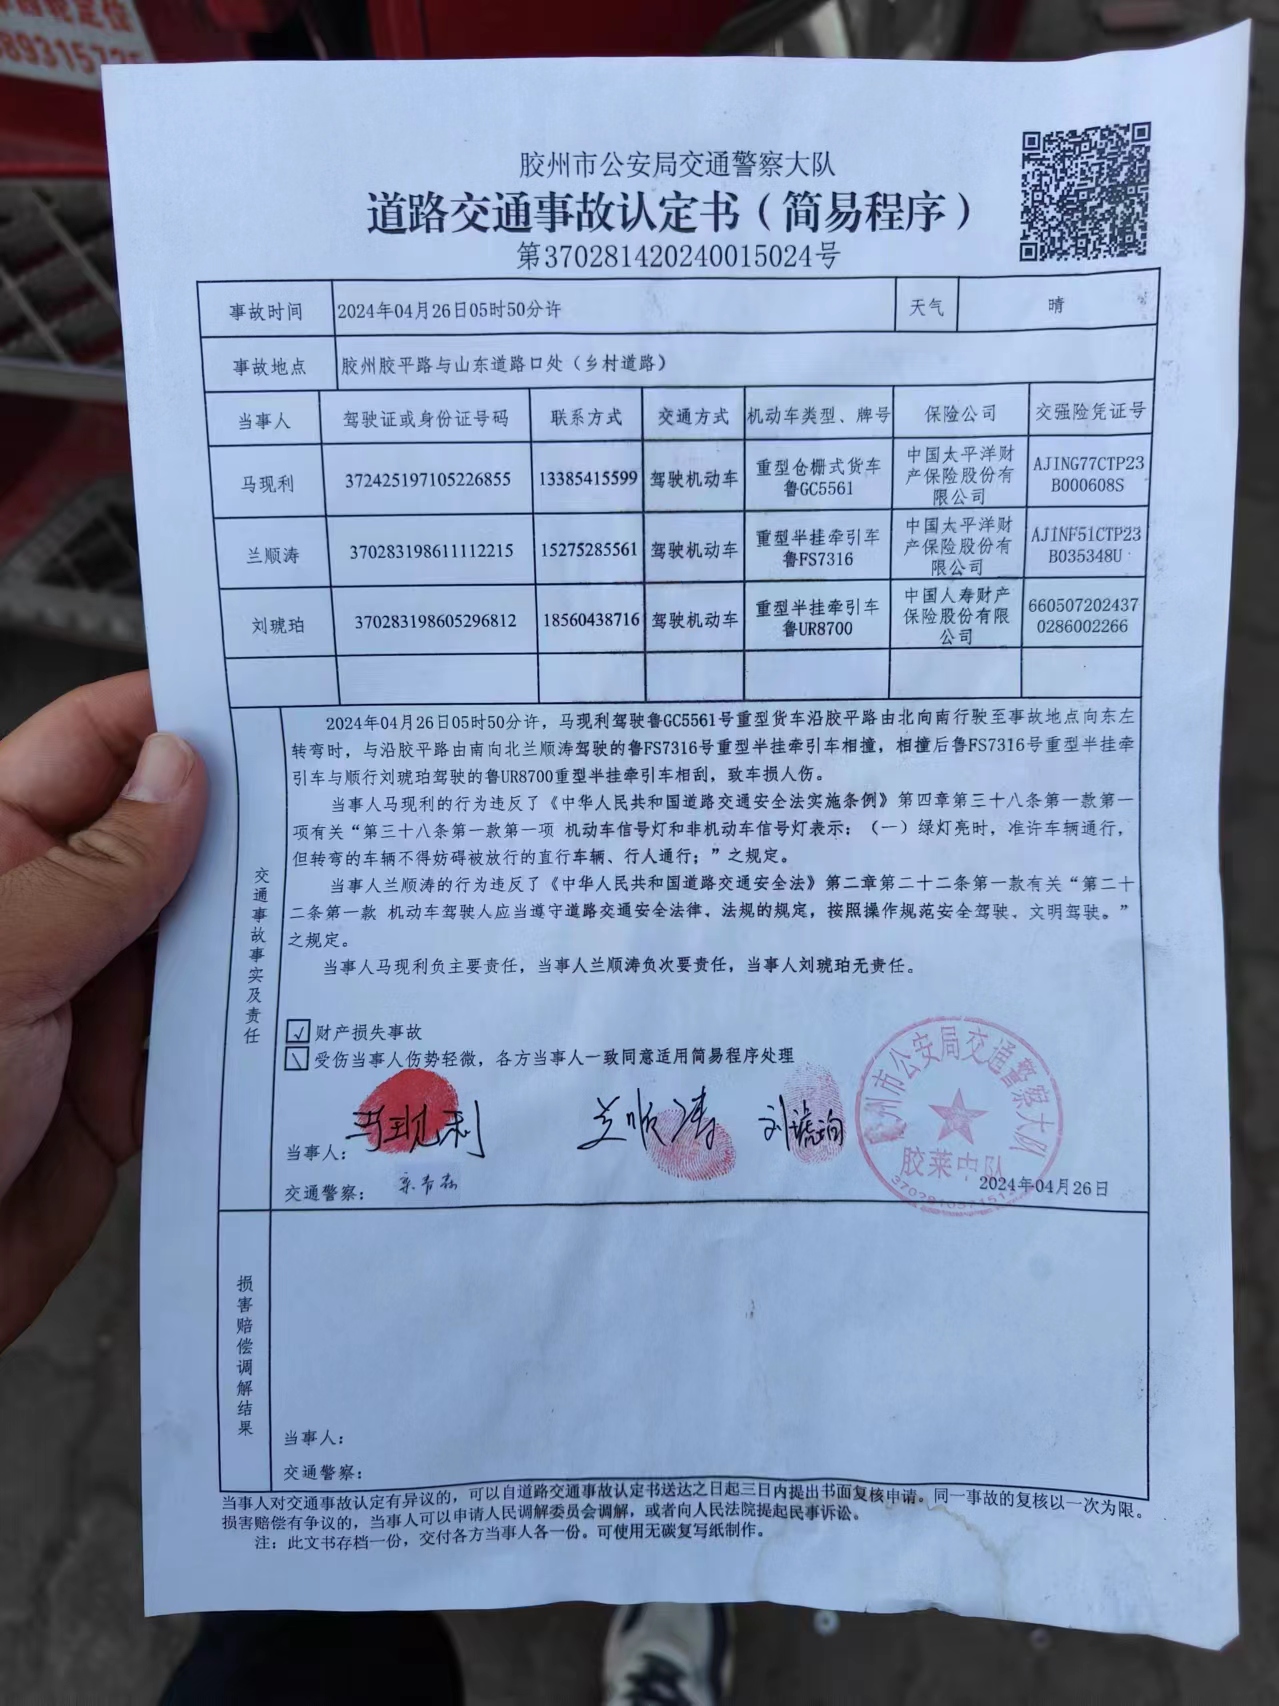 胶州市公安局交通警察大队
道路交通事故认定书（简易程序）
第370281420240015024号
事故时间 2024年04月26日05时50分许 天气 晴
事故地点 胶州胶平路与山东道路口处（乡村道路）
当事人 驾驶证或身份证号码 联系方式 交通方式 机动车类型、牌号 保险公司 交强险凭证号
马现利 372425197105226855 13385415599 驾驶机动车 重型仓栅式货车鲁GC5561 中国太平洋财产保险股份有限公司 AJING77CTP23B000608S
兰顺涛 370283198611112215 15275285561 驾驶机动车 重型半挂牵引车鲁FS7316 中国太平洋财产保险股份有限公司 AJINF51CTP23B035348U
刘琥珀 370283198605296812 18560438716 驾驶机动车 重型半挂牵引车鲁UR8700 中国人寿财产保险股份有限公司 6605072024370286002266
交通事故事实及责任
2024年04月26日05时50分许，马现利驾驶鲁GC5561号重型货车沿胶平路由北向南行驶至事故地点向东左
转弯时，与沿胶平路由南向北兰顺涛驾驶的鲁FS7316号重型半挂牵引车相撞，相撞后鲁FS7316号重型半挂牵
引车与顺行刘琥珀驾驶的鲁UR8700重型半挂牵引车相刮，致车损人伤。
当事人马现利的行为违反了《中华人民共和国道路交通安全法实施条例》第四章第三十八条第一款第一
项有关“第三十八条第一款第一项 机动车信号灯和非机动车信号灯表示：（一）绿灯亮时，准许车辆通行，
但转弯的车辆不得妨碍被放行的直行车辆、行人通行；”之规定。
当事人兰顺涛的行为违反了《中华人民共和国道路交通安全法》第二章第二十二条第一款有关“第二十
二条第一款 机动车驾驶人应当遵守道路交通安全法律、法规的规定，按照操作规范安全驾驶、文明驾驶。”
之规定。
当事人马现利负主要责任，当事人兰顺涛负次要责任，当事人刘琥珀无责任。
√ 财产损失事故
受伤当事人伤势轻微，各方当事人一致同意适用简易程序处理
当事人：马现利 兰顺涛 刘琥珀
交通警察：
胶州市公安局交通警察大队
胶莱中队
2024年04月26日
损害赔偿调解结果
当事人：
交通警察：
当事人对交通事故认定有异议的，可以自道路交通事故认定书送达之日起三日内提出书面复核申请。同一事故的复核以一次为限。
损害赔偿有争议的，当事人可以申请人民调解委员会调解，或者向人民法院提起民事诉讼。
注：此文书存档一份，交付各方当事人各一份。可使用无碳复写纸制作。